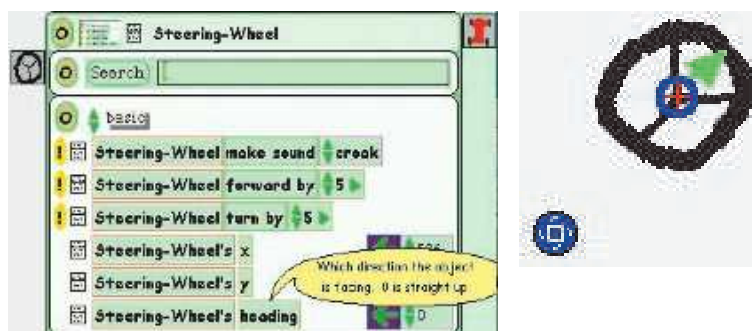 Steering-Wheel
Search
basic
! Steering-Wheel make sound croak
! Steering-Wheel forward by 5
! Steering-Wheel turn by 5
Steering-Wheel's x
Which direction the object
is facing. 0 is straight up
Steering-Wheel's y
Steering-Wheel's heading 0